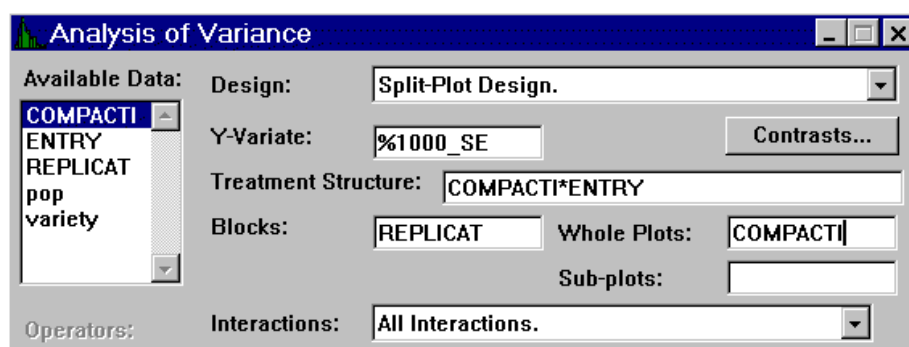 Analysis of Variance
Available Data:
COMPACTI
ENTRY
REPLICAT
pop
variety
Operators:
Design: Split-Plot Design.
Y-Variate: %1000_SE Contrasts...
Treatment Structure: COMPACTI*ENTRY
Blocks: REPLICAT Whole Plots: COMPACTI
Sub-plots:
Interactions: All Interactions.